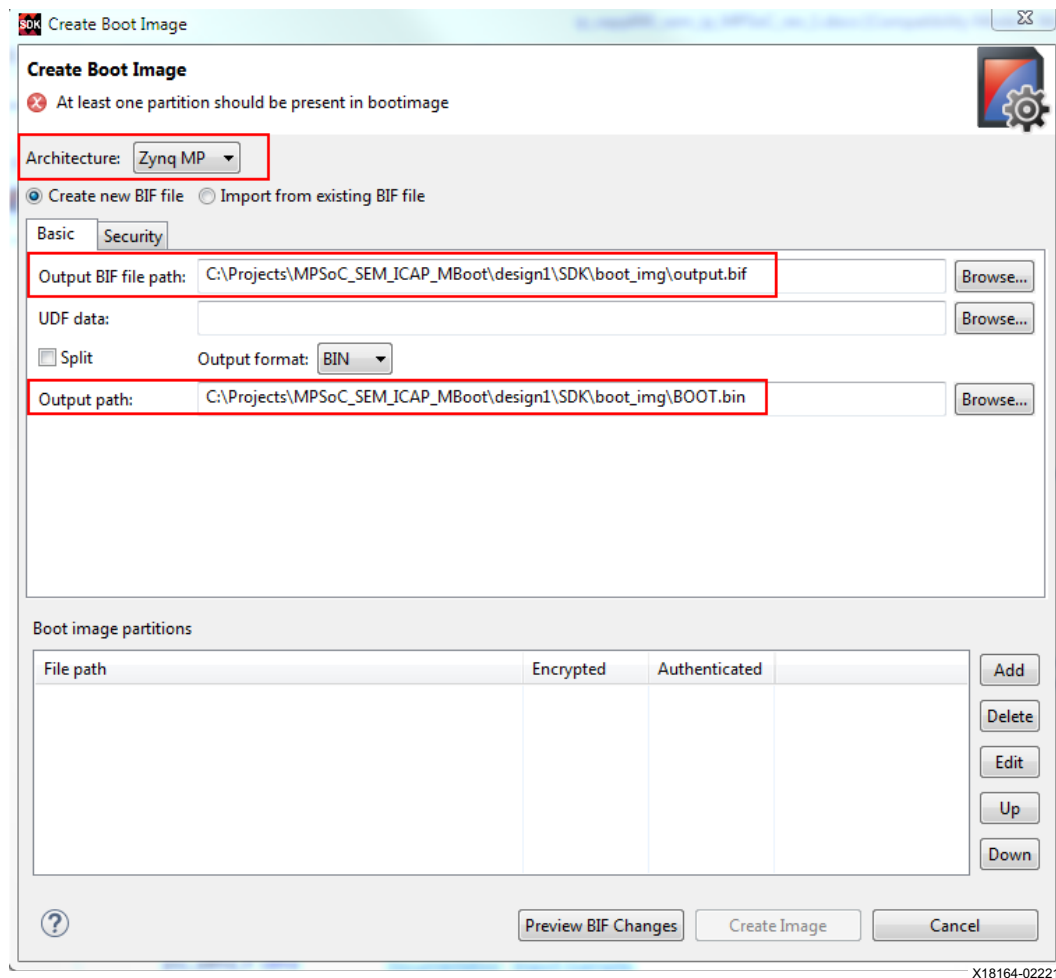 SDK Create Boot Image
Create Boot Image
At least one partition should be present in bootimage
Architecture: Zynq MP
Create new BIF file Import from existing BIF file
Basic Security
Output BIF file path: C:\Projects\MPSoC_SEM_ICAP_MBoot\design1\SDK\boot_img\output.bif Browse...
UDF data: Browse...
Split Output format: BIN
Output path: C:\Projects\MPSoC_SEM_ICAP_MBoot\design1\SDK\boot_img\BOOT.bin Browse...
Boot image partitions
File path Encrypted Authenticated
Add
Delete
Edit
Up
Down
? Preview BIF Changes Create Image Cancel
X18164-0222